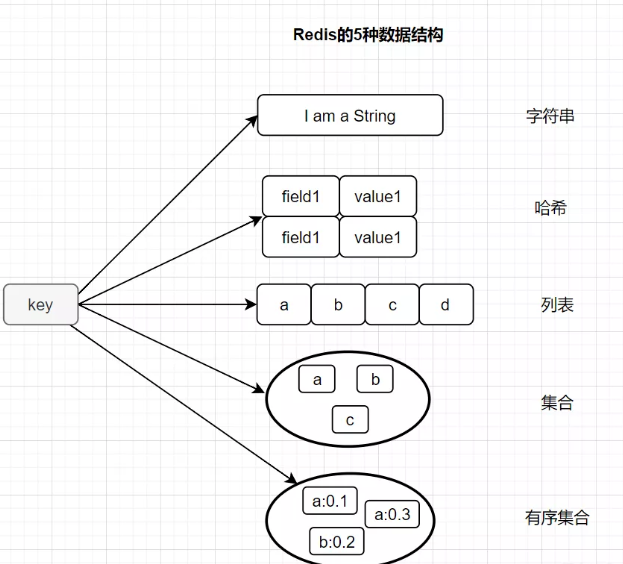 Redis的5种数据结构
I am a String
字符串
field1 value1
哈希
field1 value1
key
a b c d
列表
a b
c
集合
a:0.1
a:0.3
b:0.2
有序集合